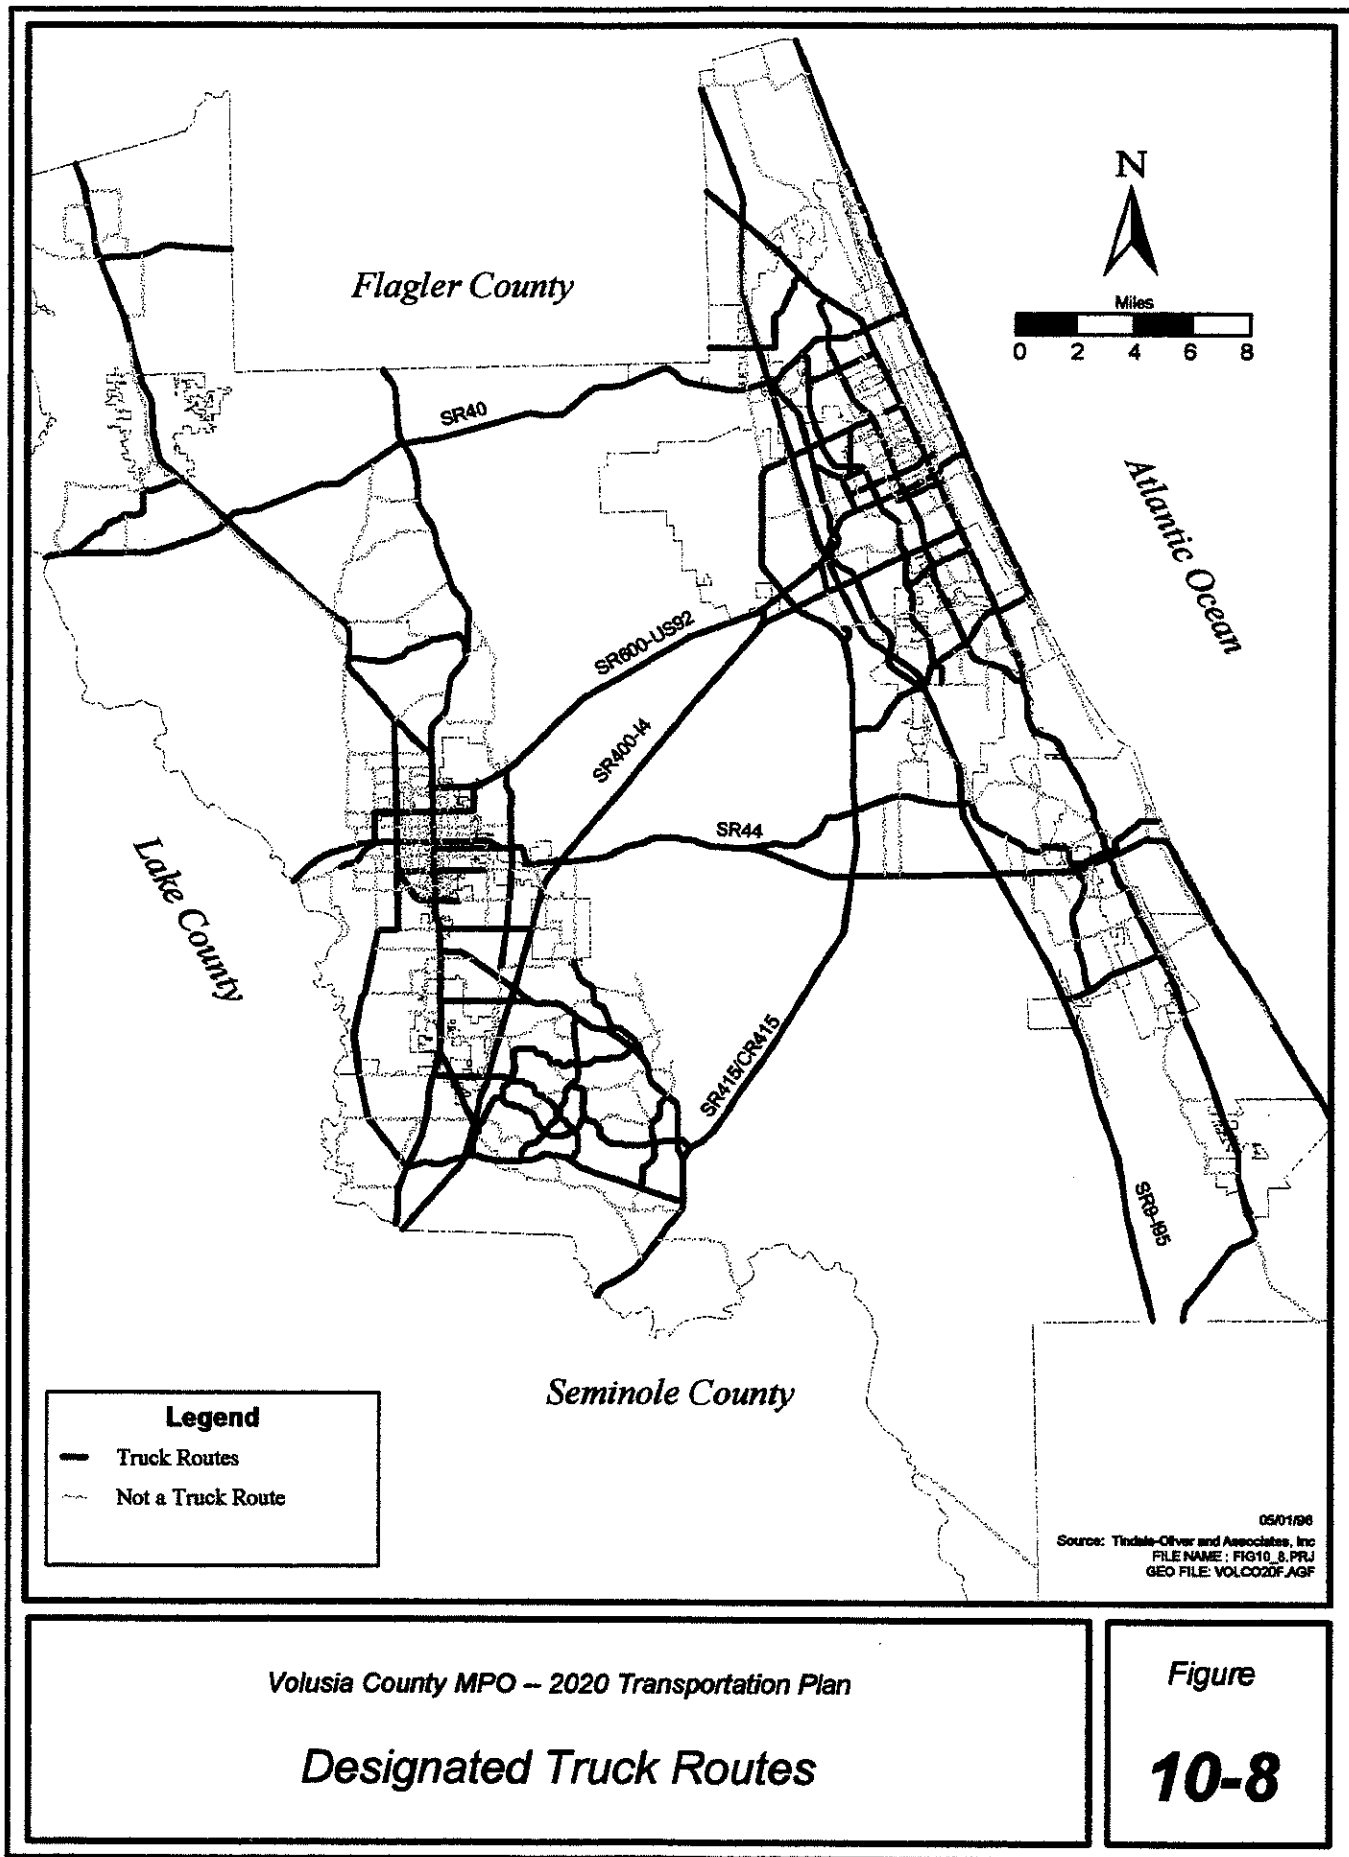 N
Miles
0 2 4 6 8
Flagler County
SR40
Atlantic Ocean
SR600-US92
SR400-I4
SR44
Lake County
SR415/CR415
SR9-I95
Seminole County
Legend
Truck Routes
Not a Truck Route
05/01/96
Source: Tindale-Oliver and Associates, Inc
FILE NAME : FIG10_8.PRJ
GEO FILE: VOLCO20F.AGF
Volusia County MPO -- 2020 Transportation Plan
Designated Truck Routes
Figure
10-8